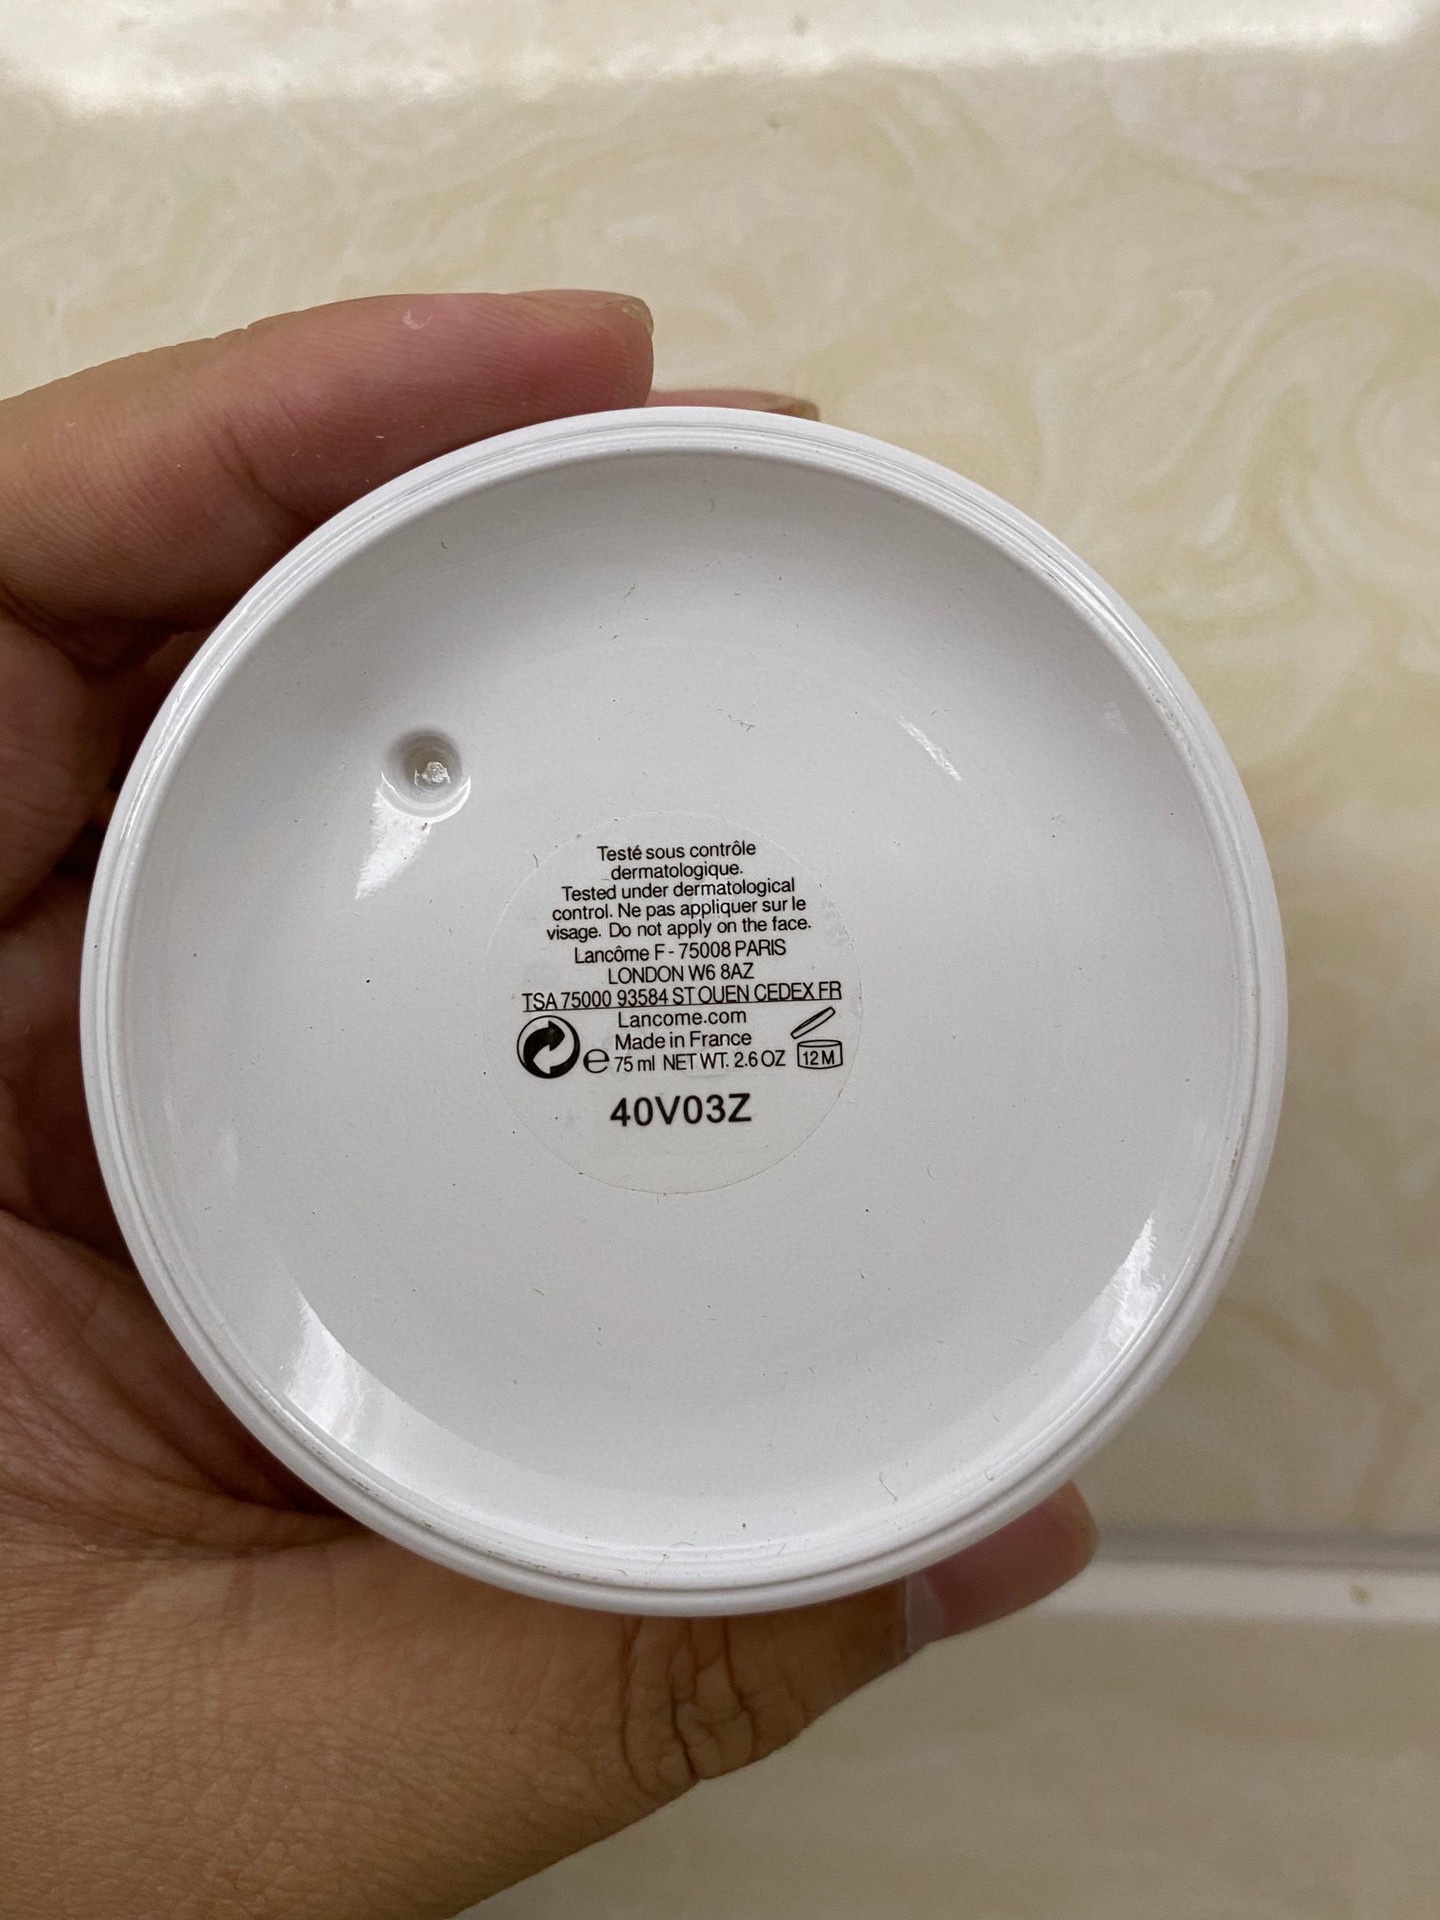 Testé sous contrôle
dermatologique.
Tested under dermatological
control. Ne pas appliquer sur le
visage. Do not apply on the face.
Lancôme F - 75008 PARIS
LONDON W6 8AZ
TSA 75000 93584 ST OUEN CEDEX FR
Lancome.com
Made in France
e 75 ml NET WT. 2.6 OZ 12 M
40V03Z